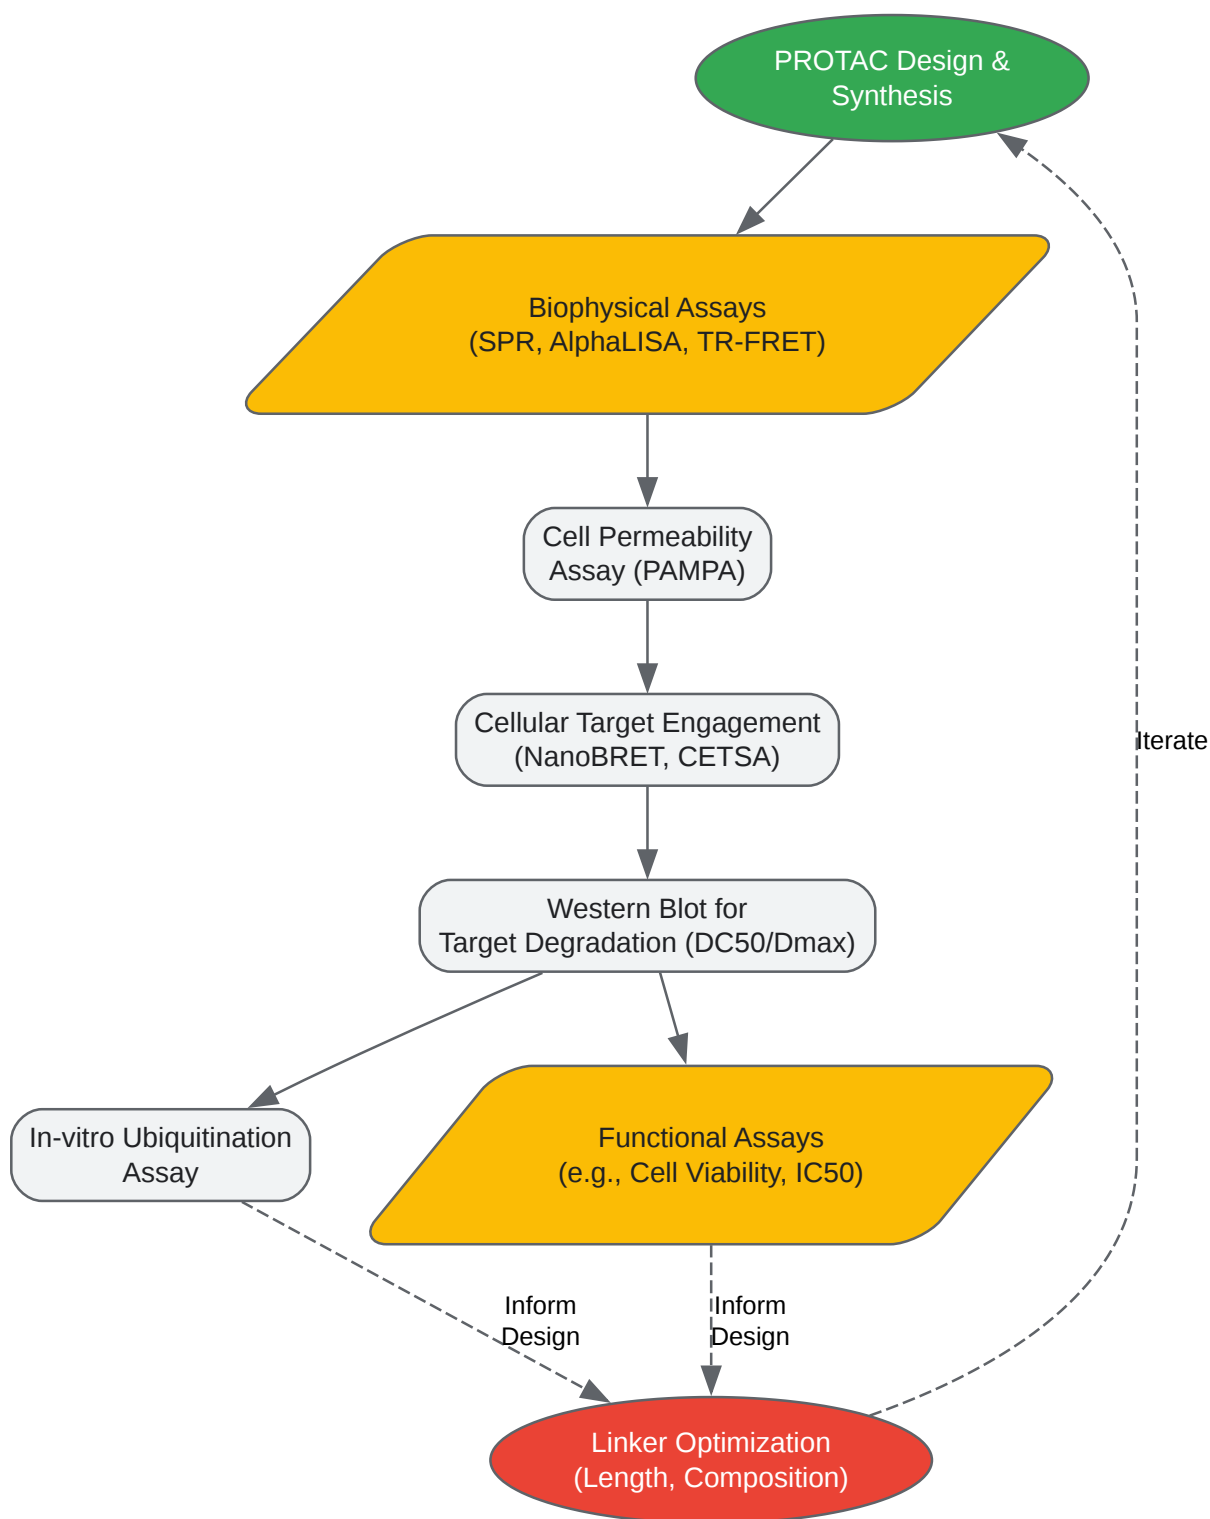 PROTAC Design &
Synthesis
Biophysical Assays
(SPR, AlphaLISA, TR-FRET)
Cell Permeability
Assay (PAMPA)
Cellular Target Engagement
(NanoBRET, CETSA)
Iterate
Western Blot for
Target Degradation (DC50/Dmax)
In-vitro Ubiquitination
Assay
Functional Assays
(e.g., Cell Viability, IC50)
Inform
Design
Inform
Design
Linker Optimization
(Length, Composition)